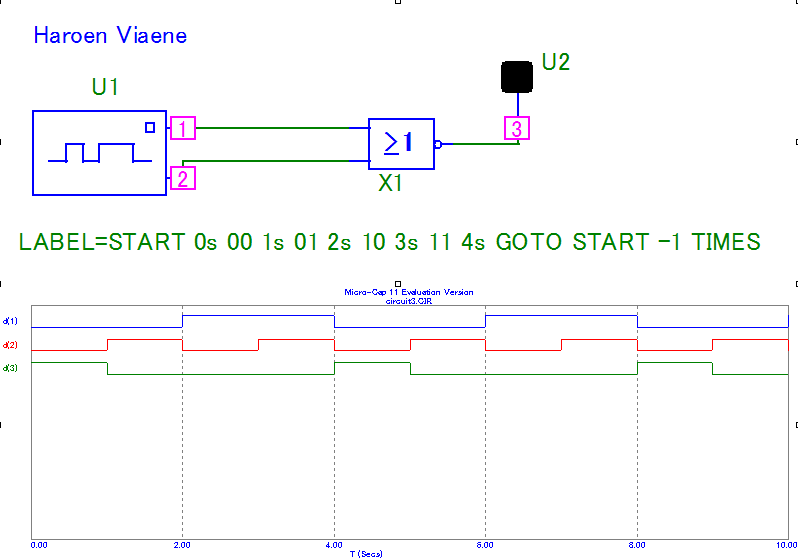 Haroen Viaene
U1
U2
1
3
≥1
2
X1
LABEL=START 0s 00 1s 01 2s 10 3s 11 4s GOTO START -1 TIMES
Micro-Cap 11 Evaluation Version
circuit3.CIR
d(1)
d(2)
d(3)
0.00 2.00 4.00 6.00 8.00 10.00
T (Secs)